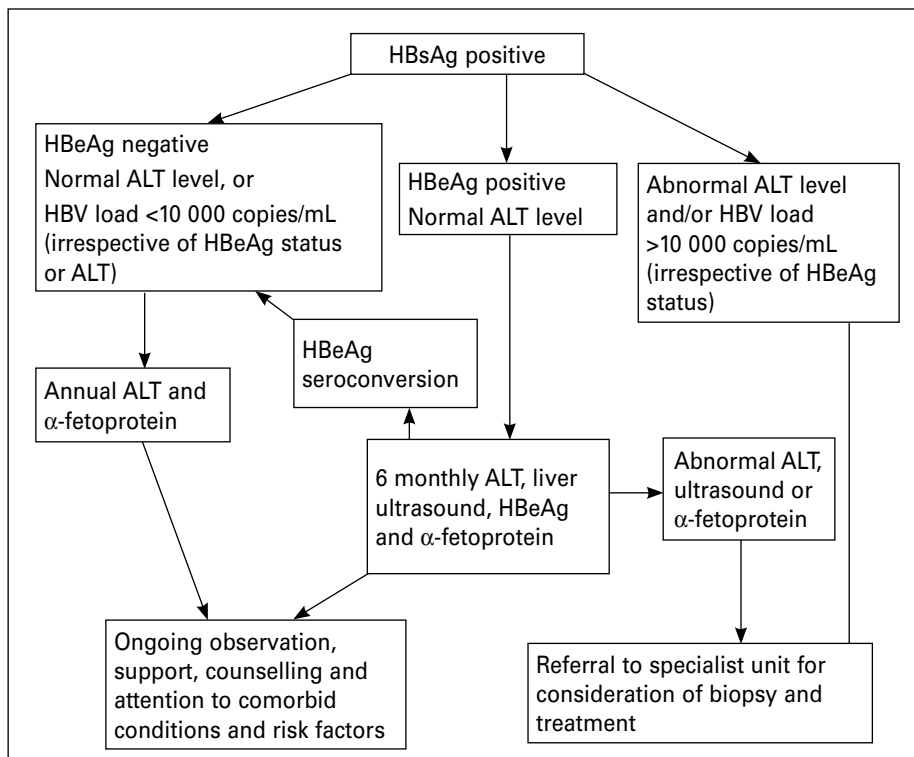 HBsAg positive
HBeAg negative
Normal ALT level, or
HBV load <10 000 copies/mL
(irrespective of HBeAg status
or ALT)
HBeAg positive
Normal ALT level
Abnormal ALT level
and/or HBV load
>10 000 copies/mL
(irrespective of HBeAg
status)
HBeAg
seroconversion
Annual ALT and
α-fetoprotein
6 monthly ALT, liver
ultrasound, HBeAg
and α-fetoprotein
Abnormal ALT,
ultrasound or
α-fetoprotein
Ongoing observation,
support, counselling and
attention to comorbid
conditions and risk factors
Referral to specialist unit for
consideration of biopsy and
treatment